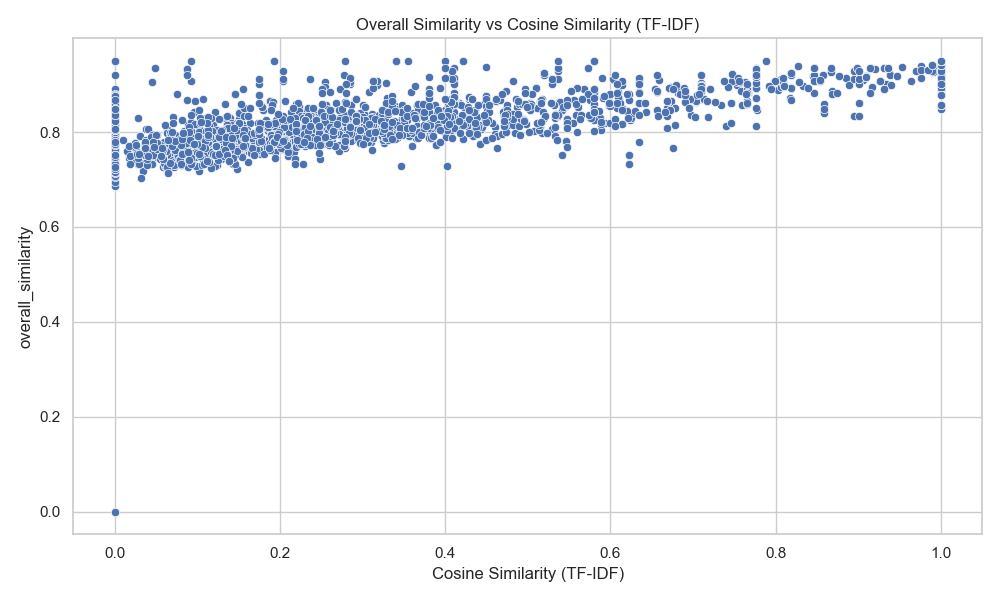 Overall Similarity vs Cosine Similarity (TF-IDF)
overall_similarity
0.8
0.6
0.4
0.2
0.0
0.0 0.2 0.4 0.6 0.8 1.0
Cosine Similarity (TF-IDF)